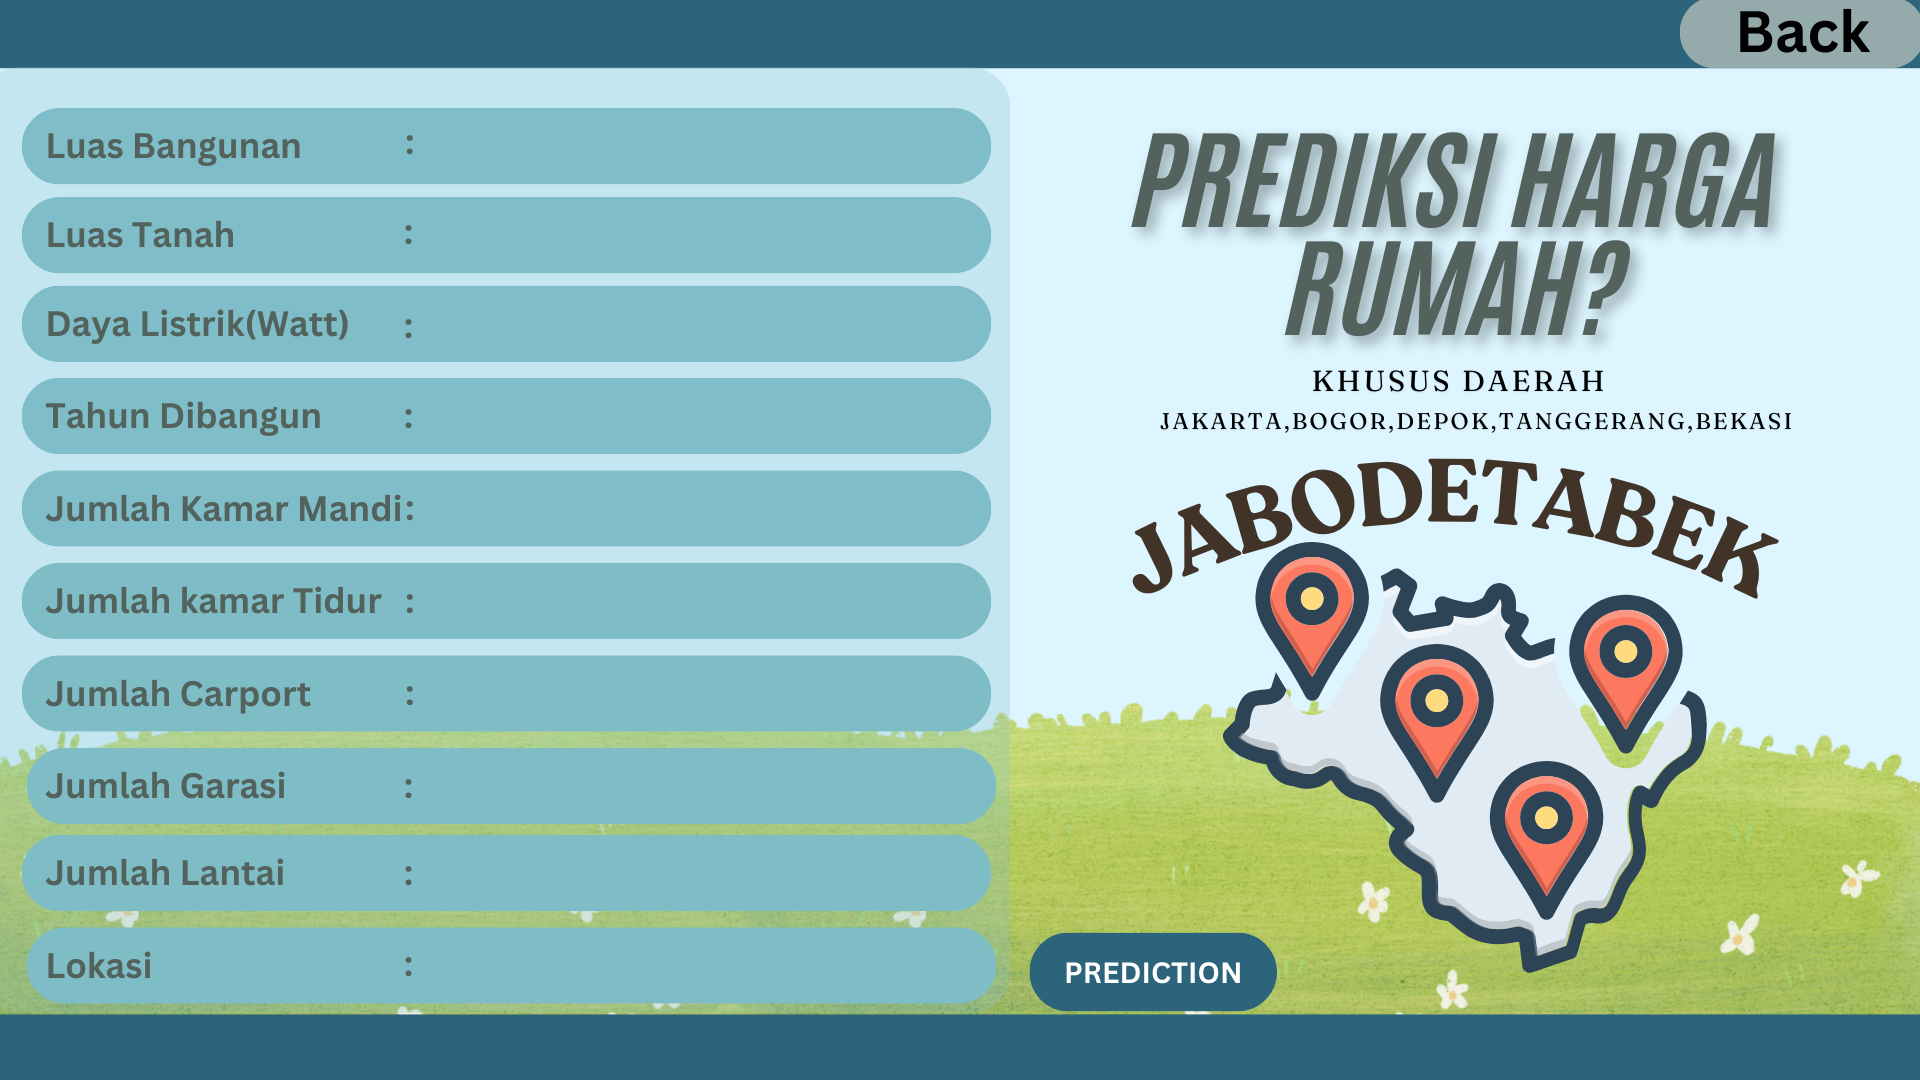 Back
Luas Bangunan :
Luas Tanah :
Daya Listrik(Watt) :
Tahun Dibangun :
Jumlah Kamar Mandi:
Jumlah kamar Tidur :
Jumlah Carport :
Jumlah Garasi :
Jumlah Lantai :
Lokasi :
PREDIKSI HARGA
RUMAH?
KHUSUS DAERAH
JAKARTA,BOGOR,DEPOK,TANGGERANG,BEKASI
JABODETABEK
PREDICTION